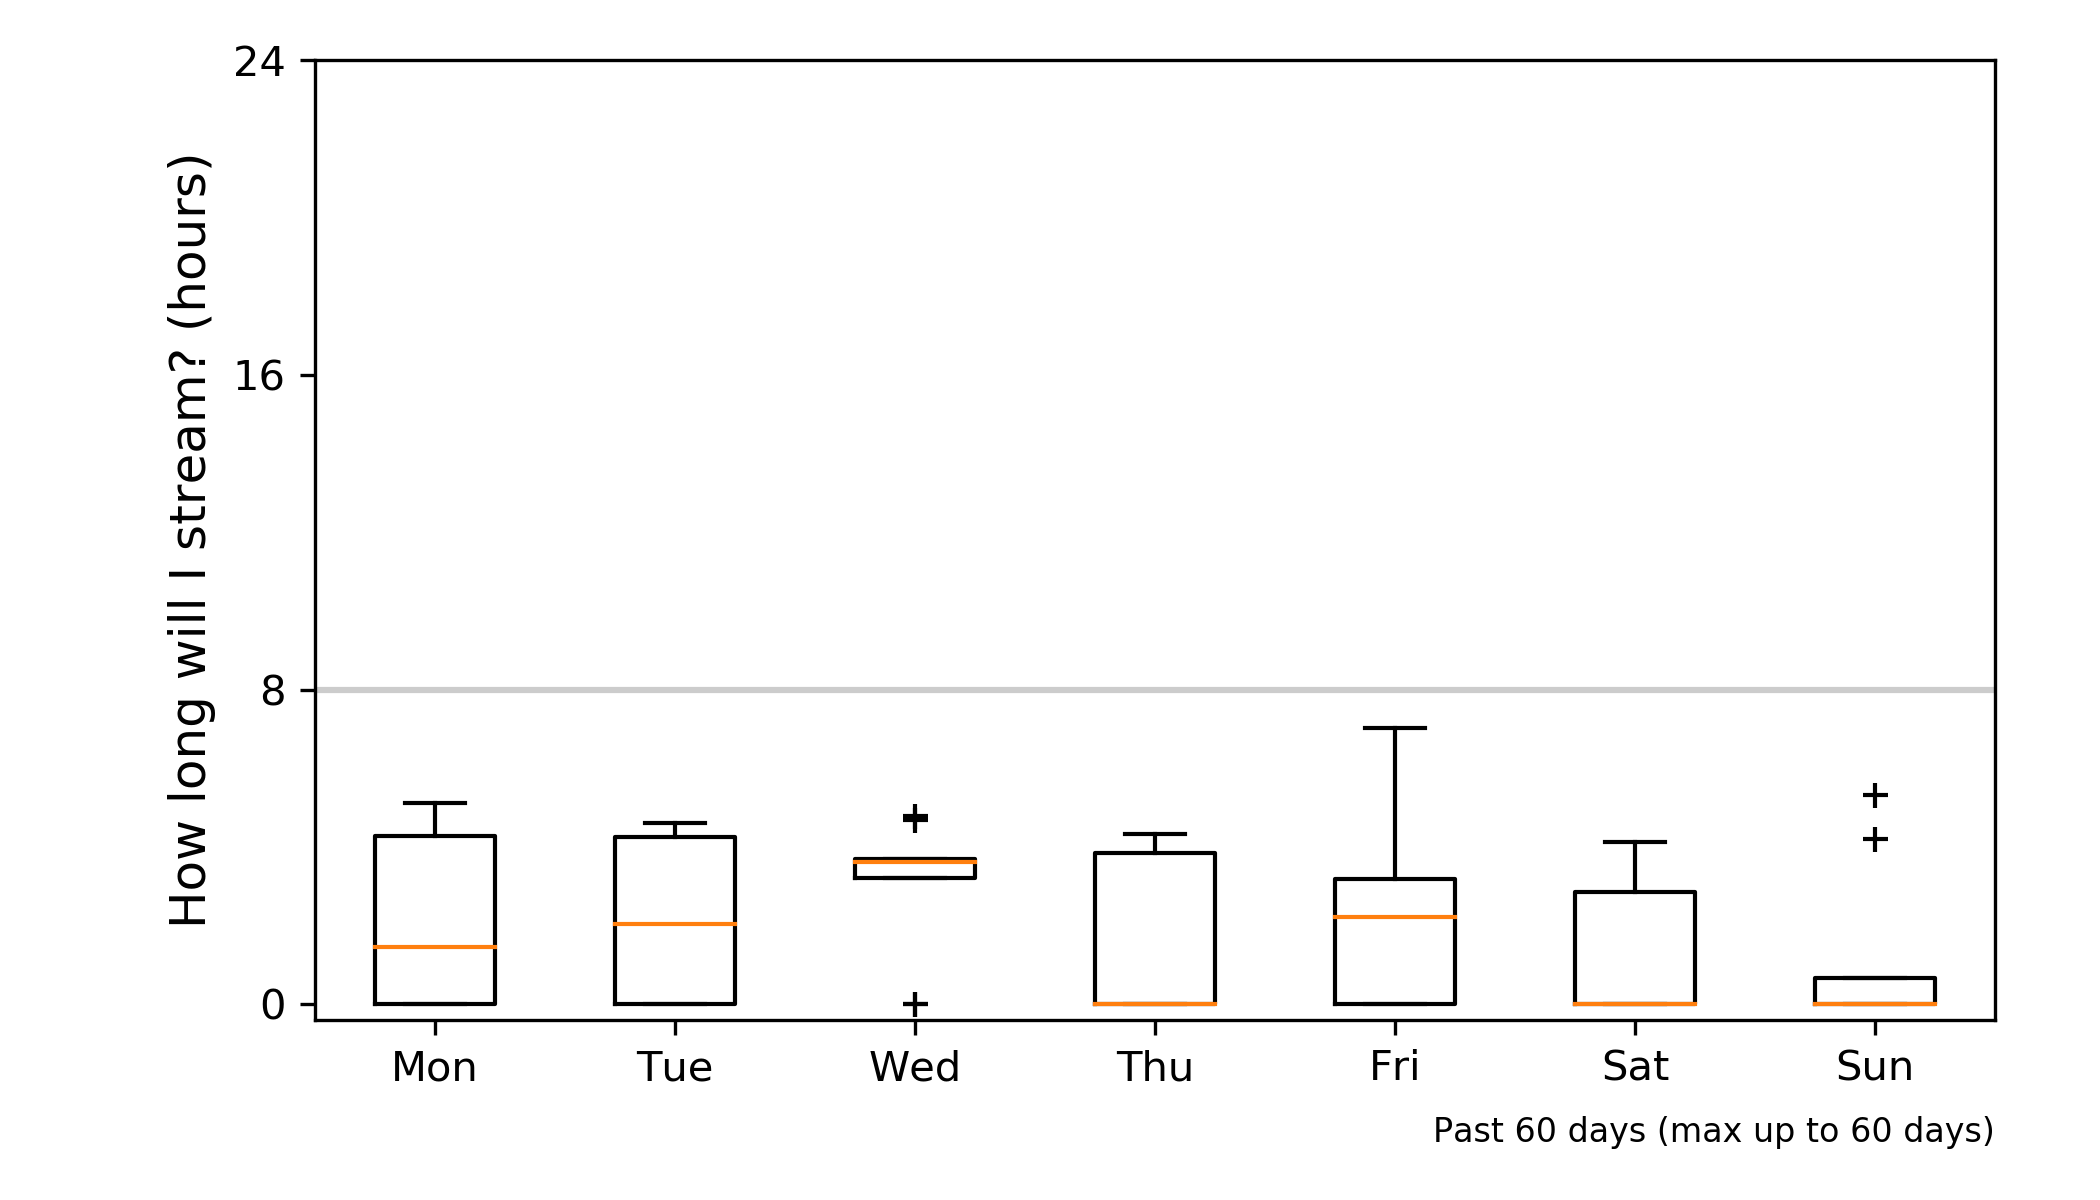 How long will I stream? (hours)
24
16
8
0
Mon Tue Wed Thu Fri Sat Sun
Past 60 days (max up to 60 days)